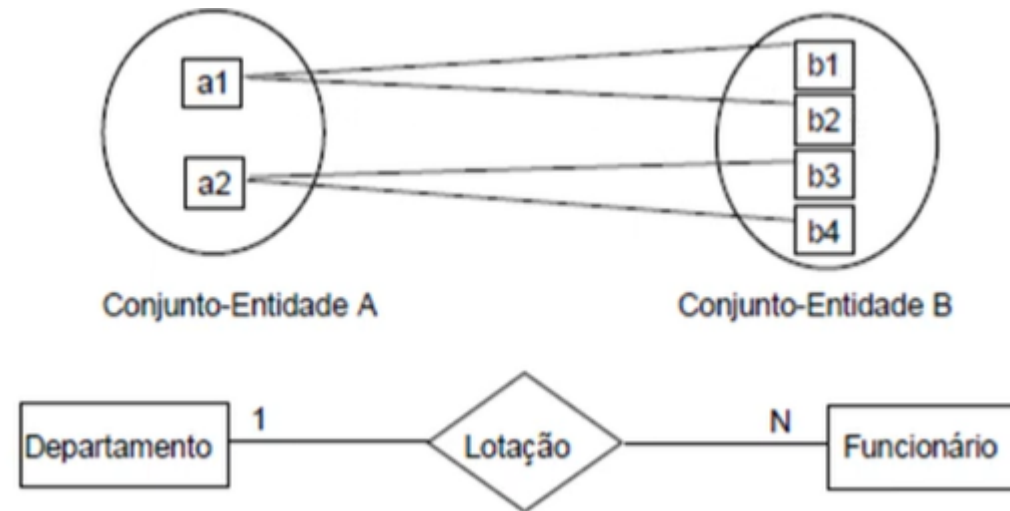 a1
a2
b1
b2
b3
b4
Conjunto-Entidade A
Conjunto-Entidade B
Departamento
1
Lotação
N
Funcionário